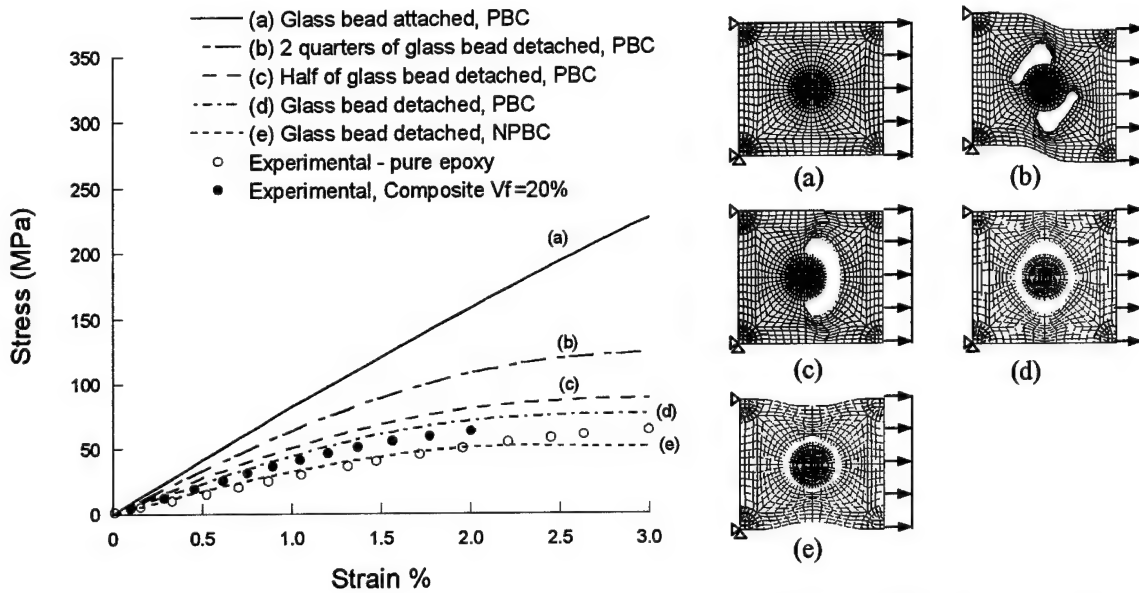 (a) Glass bead attached, PBC
(b) 2 quarters of glass bead detached, PBC
(c) Half of glass bead detached, PBC
(d) Glass bead detached, PBC
(e) Glass bead detached, NPBC
Experimental - pure epoxy
Experimental, Composite Vf=20%
350
300
250
200
150
100
50
0
Stress (MPa)
(a)
(b)
(c)
(d)
(e)
0
0.5
1.0
1.5
2.0
2.5
3.0
Strain %
(a)
(b)
(c)
(d)
(e)